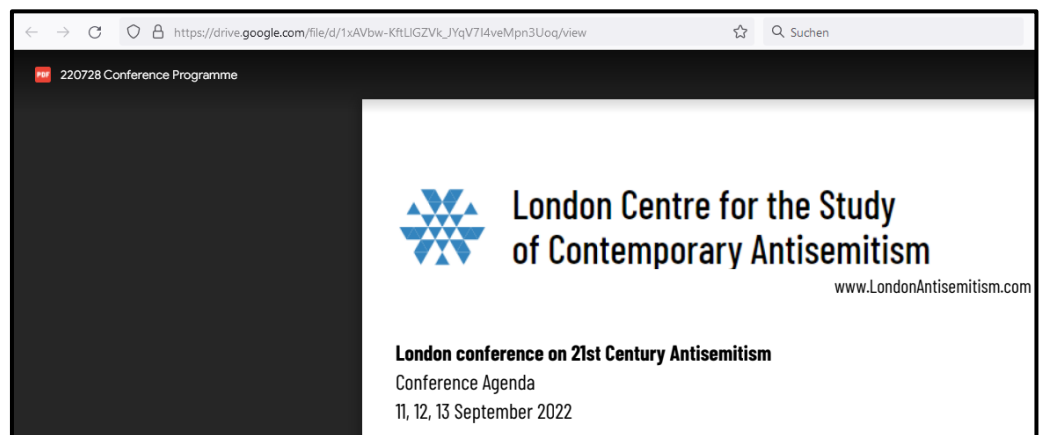 https://drive.google.com/file/d/1xAVbw-KftLlGZVk_JYqV7I4veMpn3Uoq/view
Suchen
PDF 220728 Conference Programme
London Centre for the Study
of Contemporary Antisemitism
www.LondonAntisemitism.com
London conference on 21st Century Antisemitism
Conference Agenda
11, 12, 13 September 2022